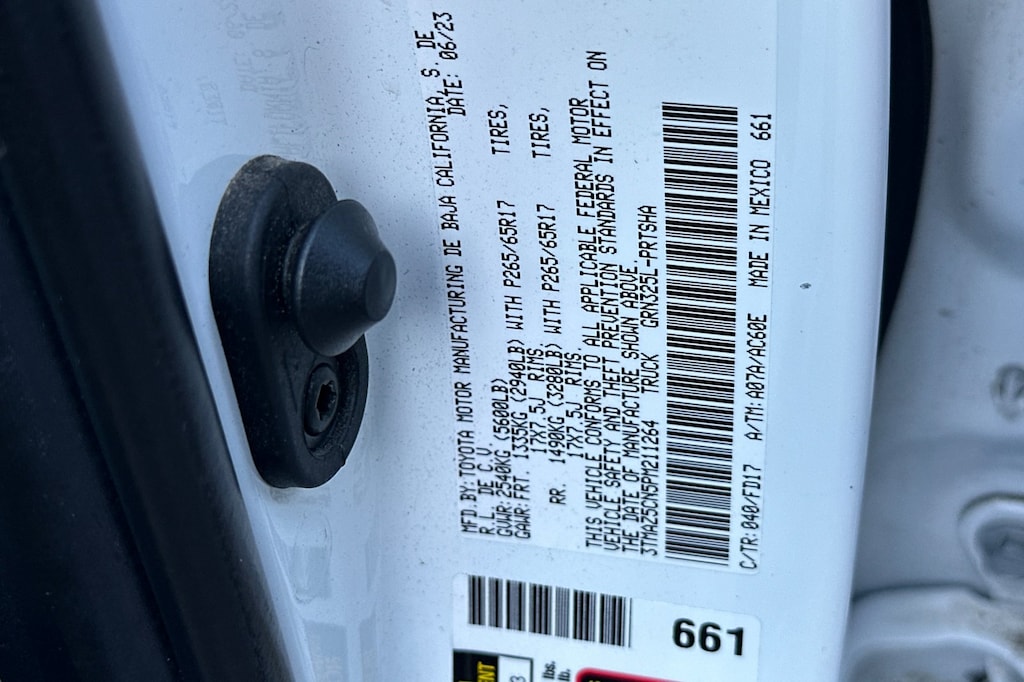 MFD.BY:TOYOTA MOTOR MANUFACTURING DE BAJA CALIFORNIA, S. DE
R.L. DE C.V. DATE: 06/23
GVWR:2540KG (5600LB)
GAWR:FRT. 1335KG (2940LB) WITH P265/65R17 TIRES,
17X7.5J RIMS.
RR. 1490KG (3280LB) WITH P265/65R17 TIRES,
17X7.5J RIMS.
THIS VEHICLE CONFORMS TO ALL APPLICABLE FEDERAL MOTOR
VEHICLE SAFETY AND THEFT PREVENTION STANDARDS IN EFFECT ON
THE DATE OF MANUFACTURE SHOWN ABOVE.
3TMAZ5CN5PM211264 TRUCK GRN325L-PRTSHA
C/TR:040/FD17 A/TM:A07A/AC60E MADE IN MEXICO 661
661
lbs.
lb.